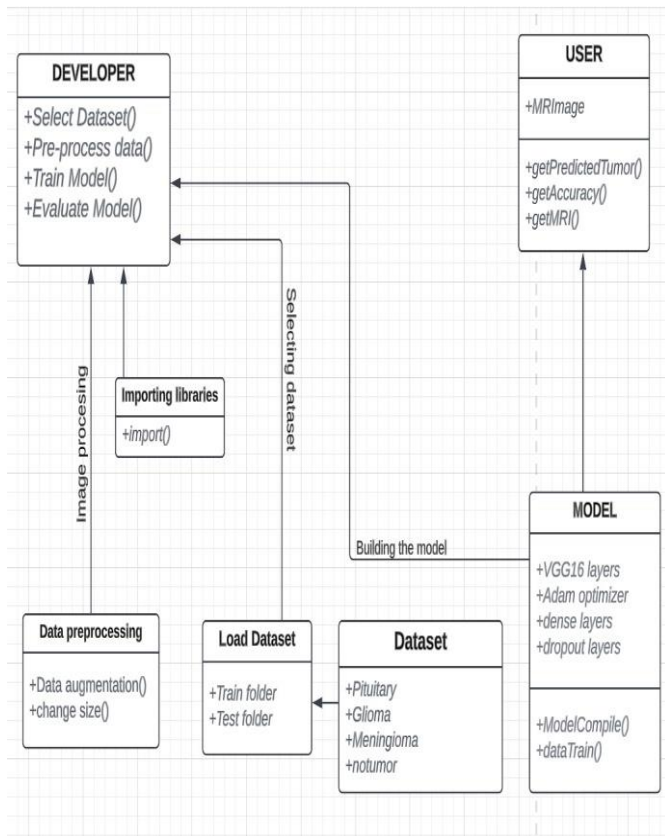 DEVELOPER
+Select Dataset()
+Pre-process data()
+Train Model()
+Evaluate Model()
USER
+MRImage
+getPredictedTumor()
+getAccuracy()
+getMRI()
Importing libraries
+import()
Image procesing
Selecting dataset
Building the model
MODEL
+VGG16 layers
+Adam optimizer
+dense layers
+dropout layers
+ModelCompile()
+dataTrain()
Data preprocessing
+Data augmentation()
+change size()
Load Dataset
+Train folder
+Test folder
Dataset
+Pituitary
+Glioma
+Meningioma
+notumor